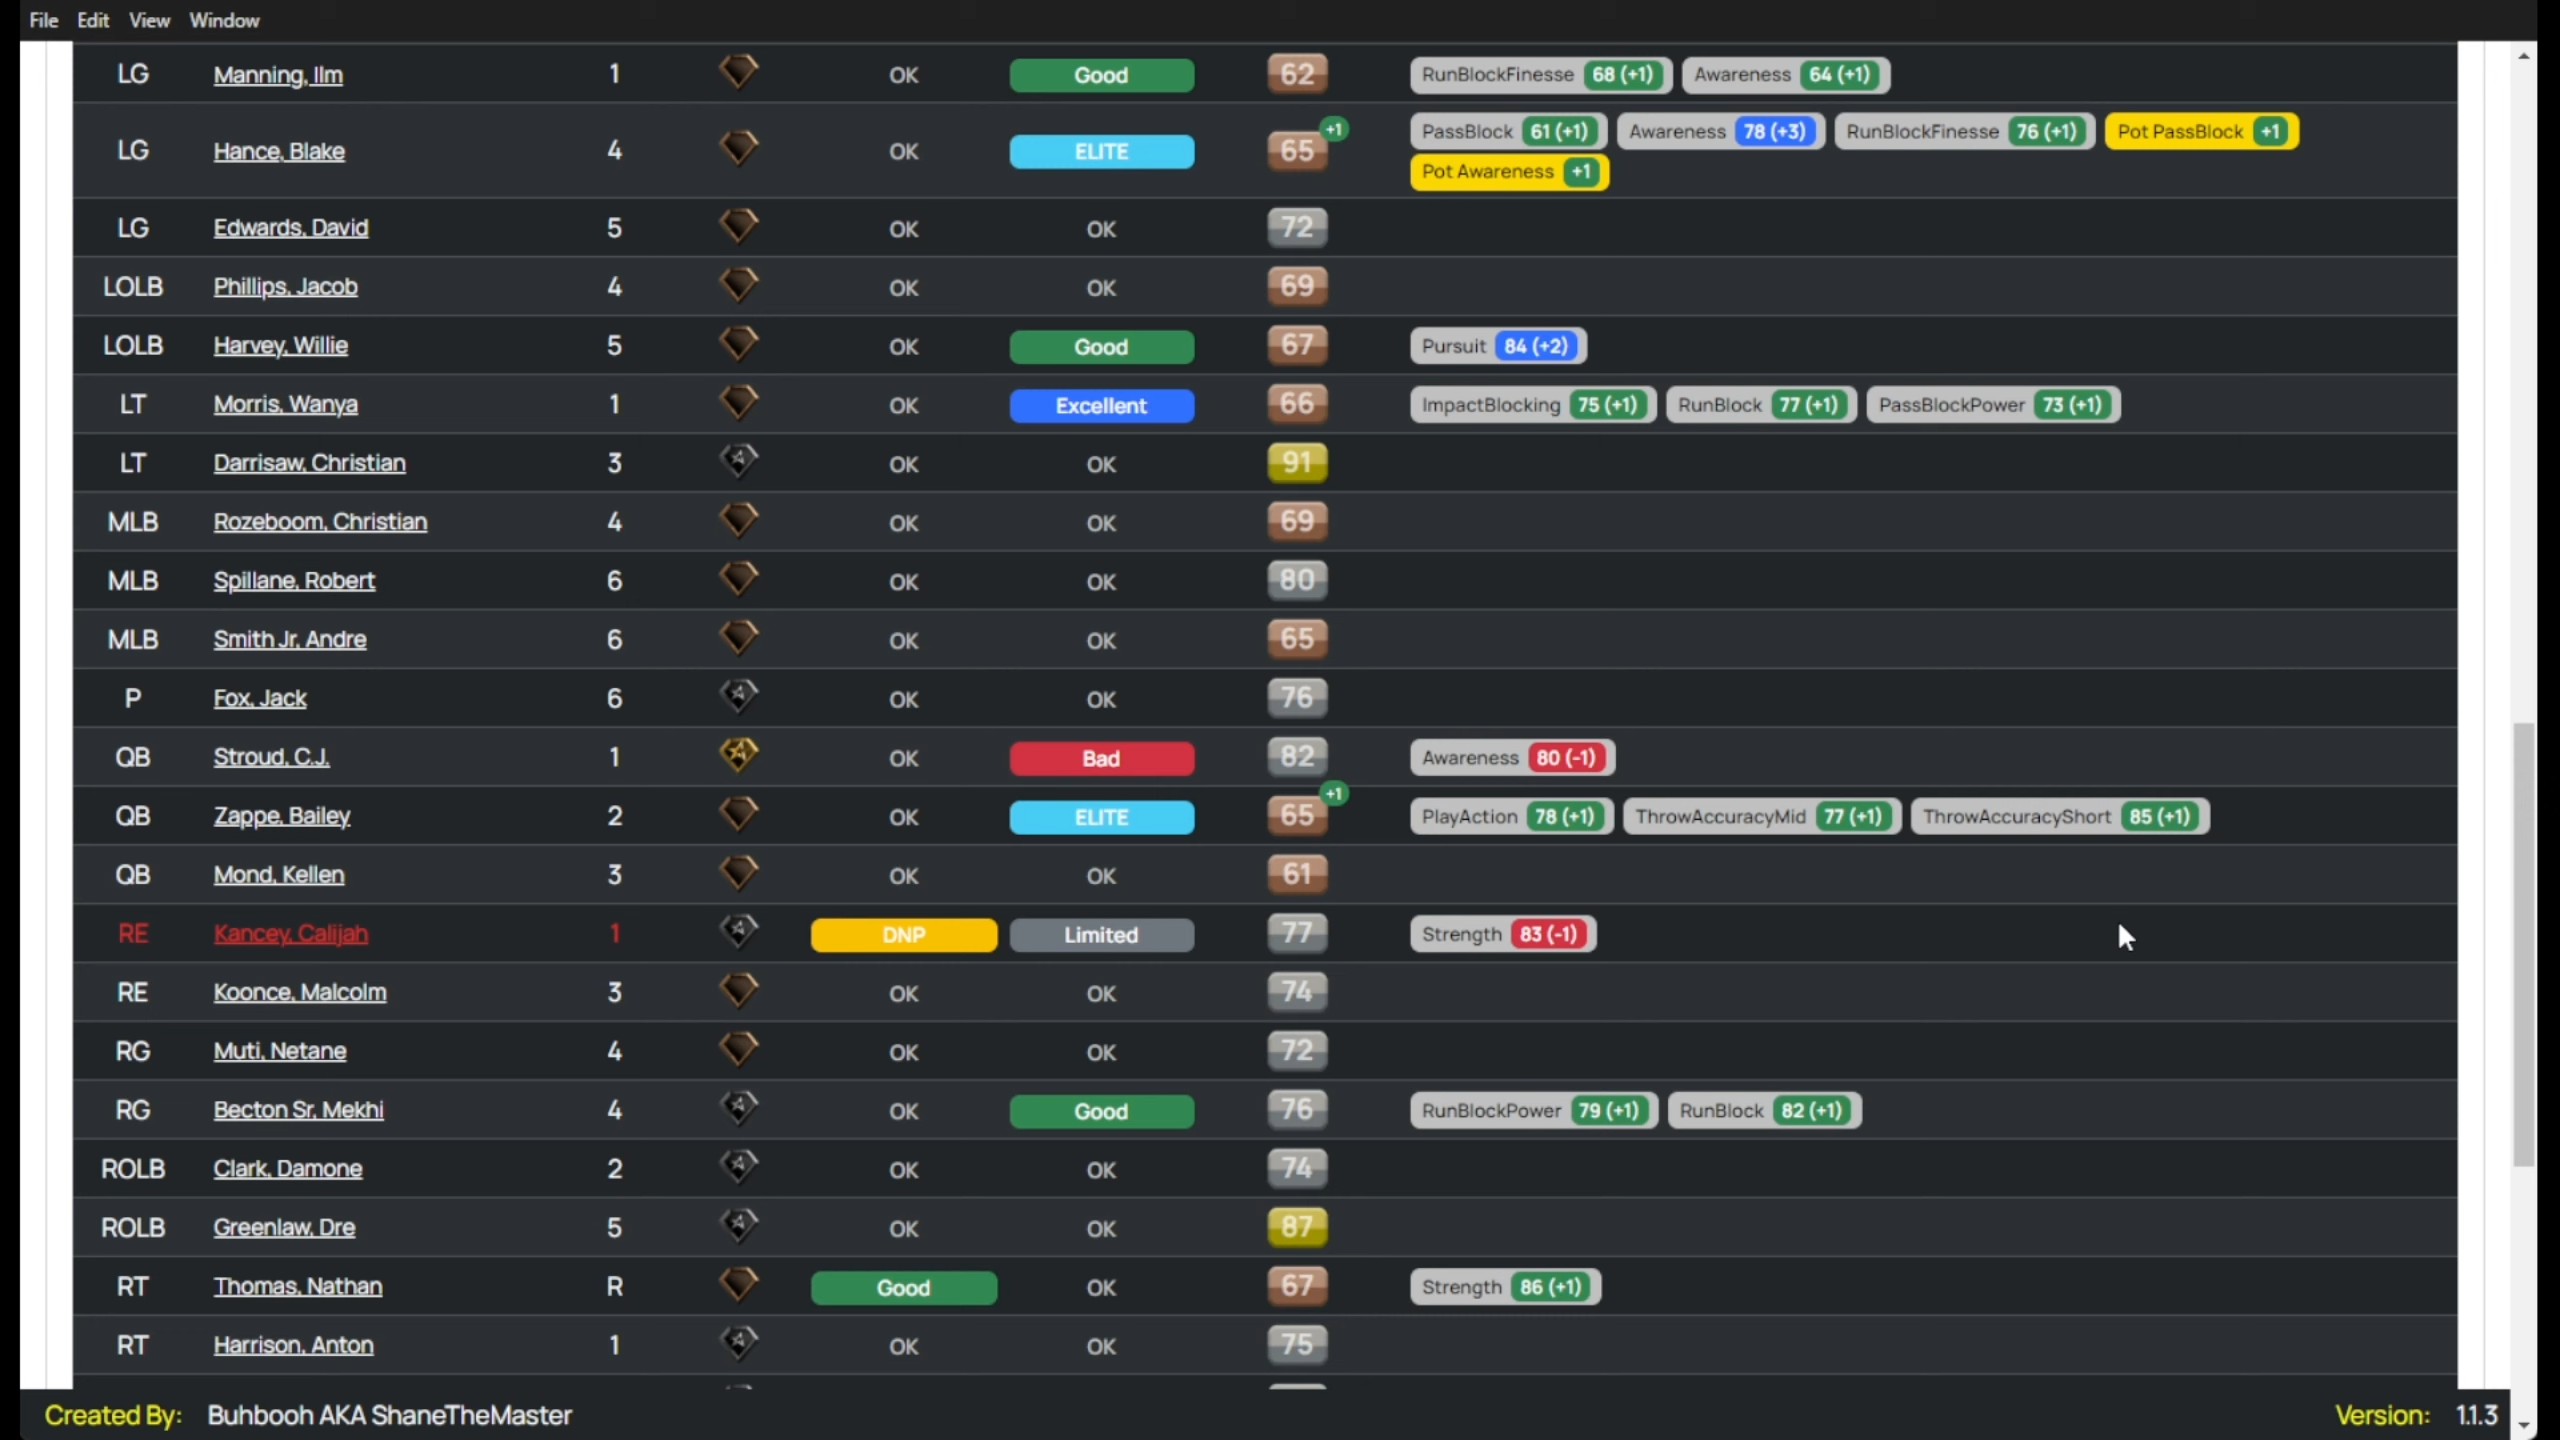 File Edit View Window
LG Manning, Ilm 1 OK Good 62 RunBlockFinesse 68 (+1) Awareness 64 (+1)
LG Hance, Blake 4 OK ELITE 65 +1 PassBlock 61 (+1) Awareness 78 (+3) RunBlockFinesse 76 (+1) Pot PassBlock +1
Pot Awareness +1
LG Edwards, David 5 OK OK 72
LOLB Phillips, Jacob 4 OK OK 69
LOLB Harvey, Willie 5 OK Good 67 Pursuit 84 (+2)
LT Morris, Wanya 1 OK Excellent 66 ImpactBlocking 75 (+1) RunBlock 77 (+1) PassBlockPower 73 (+1)
LT Darrisaw, Christian 3 OK OK 91
MLB Rozeboom, Christian 4 OK OK 69
MLB Spillane, Robert 6 OK OK 80
MLB Smith Jr, Andre 6 OK OK 65
P Fox, Jack 6 OK OK 76
QB Stroud, C.J. 1 OK Bad 82 Awareness 80 (-1)
QB Zappe, Bailey 2 OK ELITE 65 +1 PlayAction 78 (+1) ThrowAccuracyMid 77 (+1) ThrowAccuracyShort 85 (+1)
QB Mond, Kellen 3 OK OK 61
RE Kancey, Calijah 1 DNP Limited 77 Strength 83 (-1)
RE Koonce, Malcolm 3 OK OK 74
RG Muti, Netane 4 OK OK 72
RG Becton Sr, Mekhi 4 OK Good 76 RunBlockPower 79 (+1) RunBlock 82 (+1)
ROLB Clark, Damone 2 OK OK 74
ROLB Greenlaw, Dre 5 OK OK 87
RT Thomas, Nathan R Good OK 67 Strength 86 (+1)
RT Harrison, Anton 1 OK OK 75
Created By: Buhbooh AKA ShaneTheMaster Version: 1.1.3